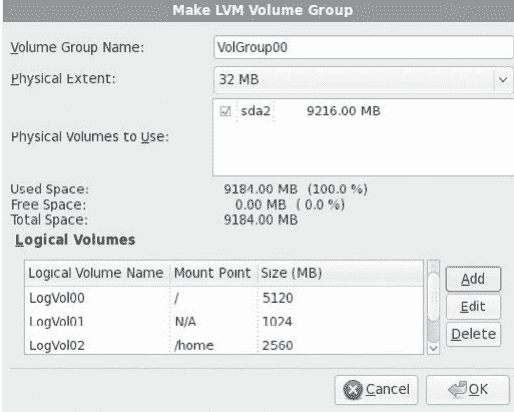 Make LVM Volume Group
Volume Group Name: VolGroup00
Physical Extent: 32 MB
sda2 9216.00 MB
Physical Volumes to Use:
Used Space: 9184.00 MB (100.0 %)
Free Space: 0.00 MB ( 0.0 %)
Total Space: 9184.00 MB
Logical Volumes
Logical Volume Name Mount Point Size (MB)
LogVol00 / 5120
LogVol01 N/A 1024
LogVol02 /home 2560
Add
Edit
Delete
Cancel OK